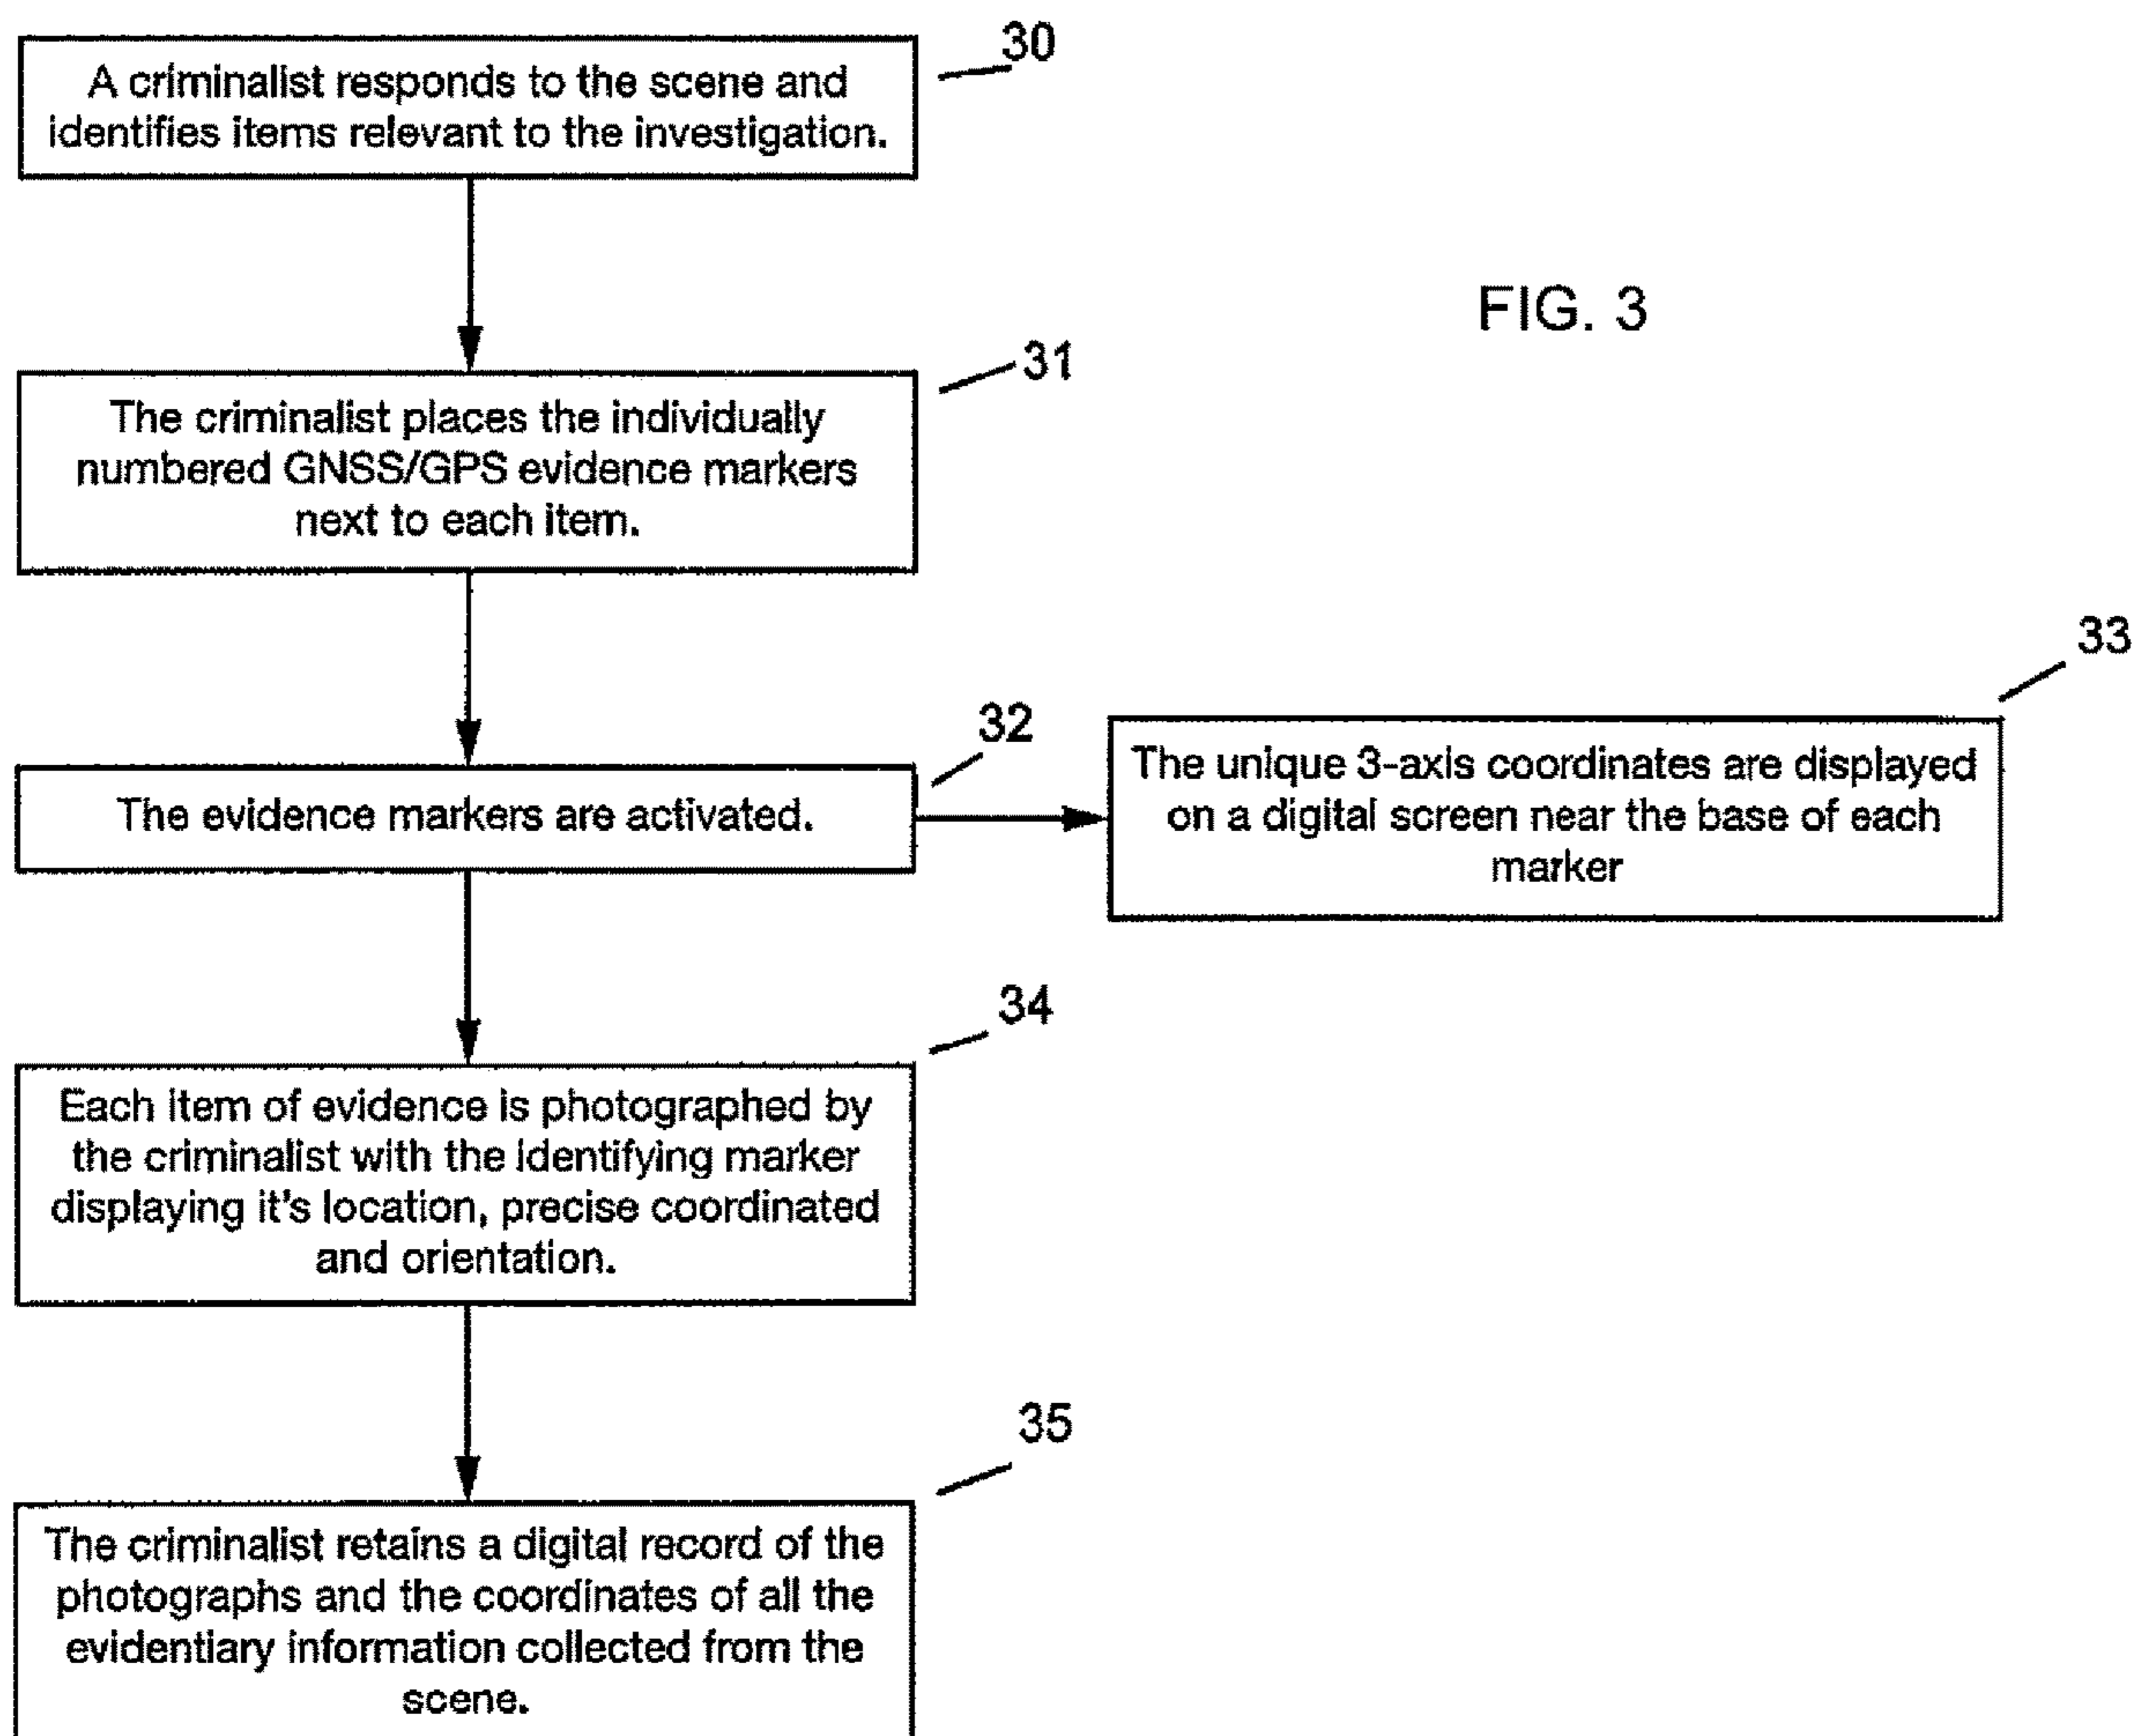 30
A criminalist responds to the scene and
identifies items relevant to the investigation.
FIG. 3
31
The criminalist places the individually
numbered GNSS/GPS evidence markers
next to each item.
32
The evidence markers are activated.
33
The unique 3-axis coordinates are displayed
on a digital screen near the base of each
marker
34
Each item of evidence is photographed by
the criminalist with the identifying marker
displaying it's location, precise coordinated
and orientation.
35
The criminalist retains a digital record of the
photographs and the coordinates of all the
evidentiary information collected from the
scene.